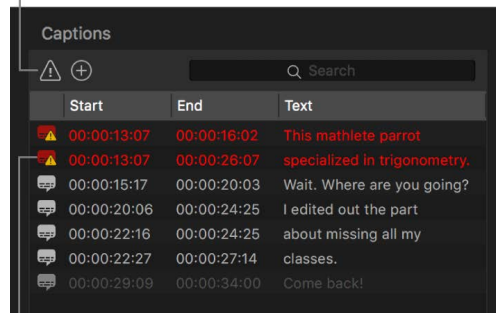 Captions
Search
Start End Text
00:00:13:07 00:00:16:02 This mathlete parrot
00:00:13:07 00:00:26:07 specialized in trigonometry.
00:00:15:17 00:00:20:03 Wait. Where are you going?
00:00:20:06 00:00:24:25 I edited out the part
00:00:22:16 00:00:24:25 about missing all my
00:00:22:27 00:00:27:14 classes.
00:00:29:09 00:00:34:00 Come back!